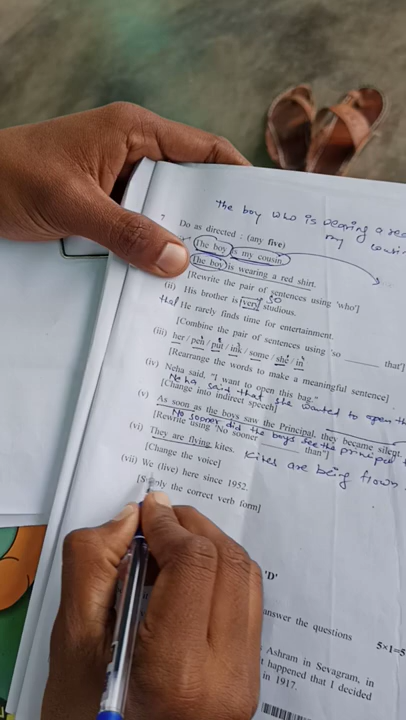 The boy who is wearing a red
my cousin
7 Do as directed : (any five)
The boy is my cousin.
The boy is wearing a red shirt.
[Rewrite the pair of sentences using 'who']
so
(ii) His brother is very studious.
that He rarely finds time for entertainment.
[Combine the pair of sentences using 'so ______ that']
(iii) her / pen / put / ink / some / she / in
[Rearrange the words to make a meaningful sentence]
(iv) Neha said, "I want to open this bag."
Neha said that she wanted to open th
[Change into indirect speech]
(v) As soon as the boys saw the Principal, they became silent.
No sooner did the boys see the principal
[Rewrite using 'No sooner ______ than']
(vi) They are flying kites.
Kites are being flown
[Change the voice]
(vii) We (live) here since 1952.
[Supply the correct verb form]
'D'
answer the questions
5×1=5
Ashram in Sevagram, in
t happened that I decided
in 1917.